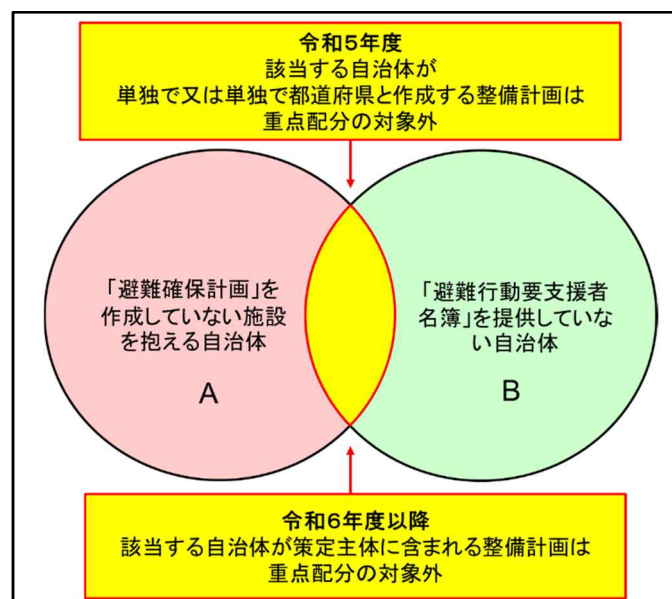 令和5年度
該当する自治体が
単独で又は単独で都道府県と作成する整備計画は
重点配分の対象外
「避難確保計画」を
作成していない施設
を抱える自治体
A
「避難行動要支援者
名簿」を提供していな
い自治体
B
令和6年度以降
該当する自治体が策定主体に含まれる整備計画は
重点配分の対象外